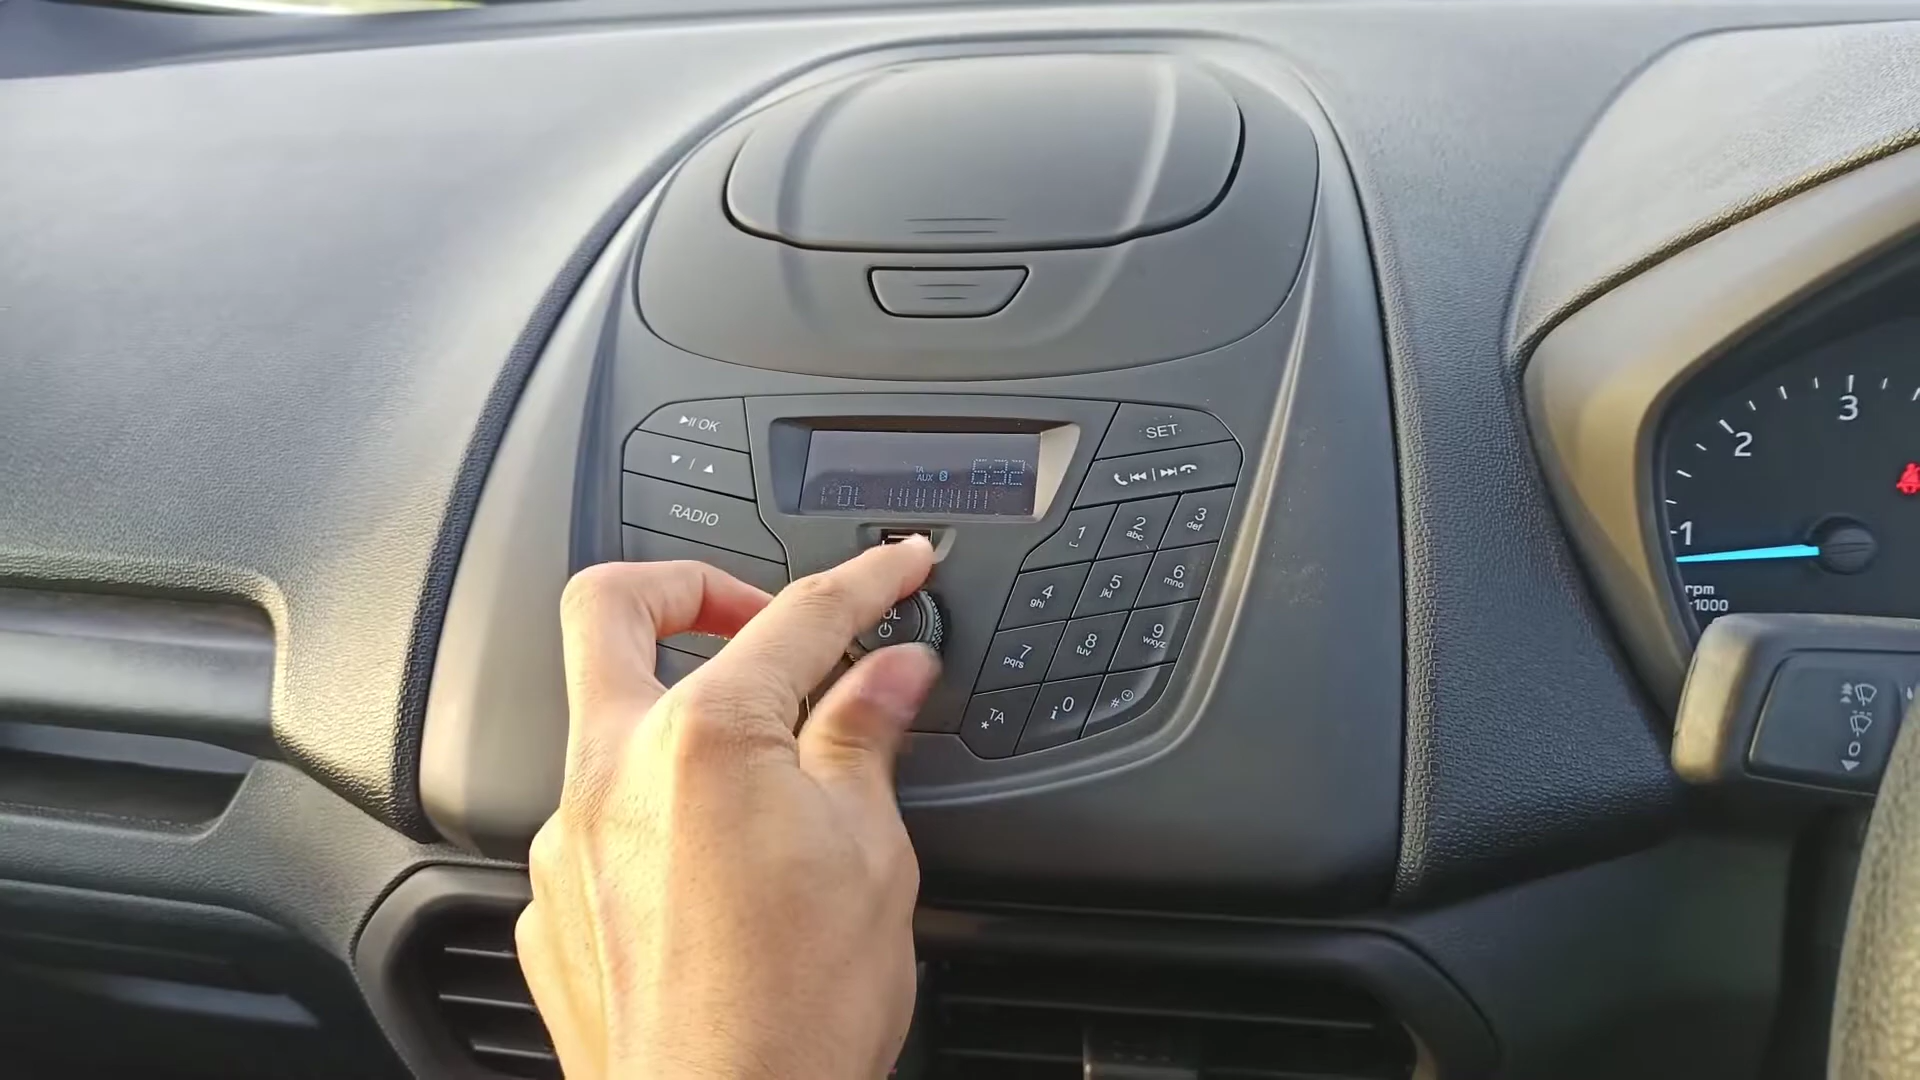 ▶II OK
▼ / ▲
RADIO
TA
AUX
6:32
VOL
SET
1
2
abc
3
def
4
ghi
5
jkl
6
mno
7
pqrs
8
tuv
9
wxyz
* TA
i 0
#
1
2
3
rpm
x1000
0